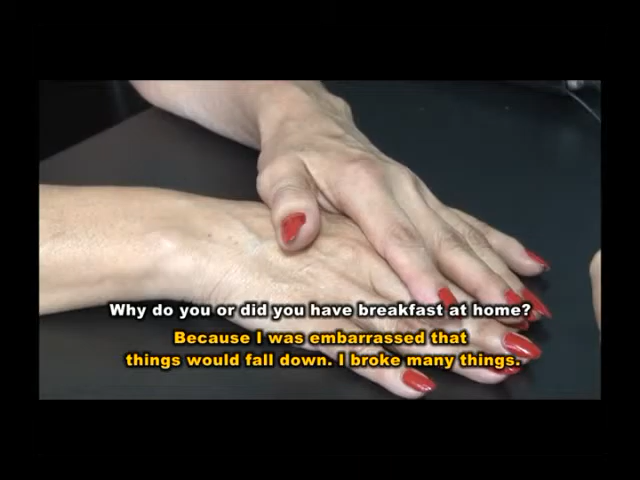 Why do you or did you have breakfast at home?
Because I was embarrassed that
things would fall down. I broke many things.